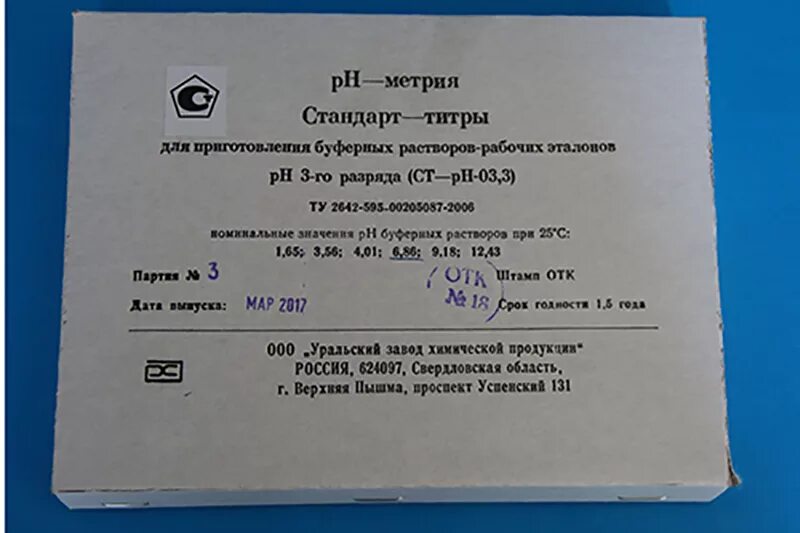 рН—метрия
Стандарт—титры
для приготовления буферных растворов-рабочих эталонов
рН 3-го разряда (СТ—рН-03,3)
ТУ 2642-595-00205087-2006
номинальные значения рН буферных растворов при 25°С:
1,65; 3,56; 4,01; 6,86; 9,18; 12,43
Партия № 3
ОТК
Штамп ОТК
№ 18
Дата выпуска: МАР 2017
Срок годности 1,5 года
ООО „Уральский завод химической продукции“
РОССИЯ, 624097, Свердловская область,
г. Верхняя Пышма, проспект Успенский 131